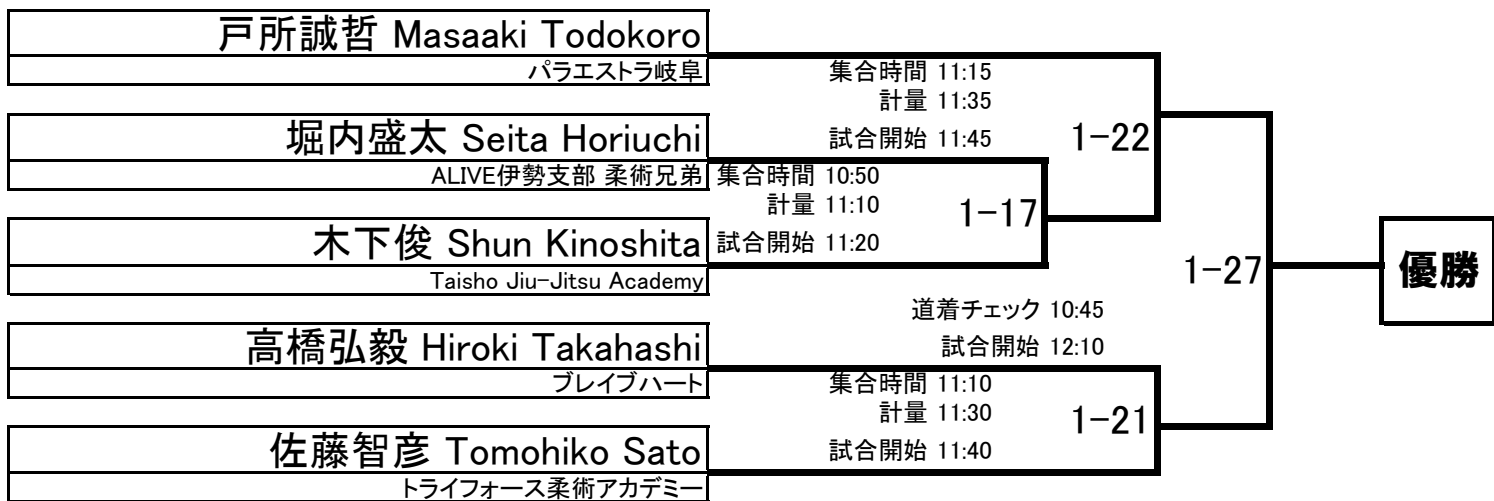 戸所誠哲 Masaaki Todokoro
パラエストラ岐阜
集合時間 11:15
計量 11:35
試合開始 11:45
1-22
堀内盛太 Seita Horiuchi
ALIVE伊勢支部 柔術兄弟
集合時間 10:50
計量 11:10
試合開始 11:20
1-17
木下俊 Shun Kinoshita
Taisho Jiu-Jitsu Academy
道着チェック 10:45
試合開始 12:10
1-27
優勝
高橋弘毅 Hiroki Takahashi
ブレイブハート
集合時間 11:10
計量 11:30
試合開始 11:40
1-21
佐藤智彦 Tomohiko Sato
トライフォース柔術アカデミー